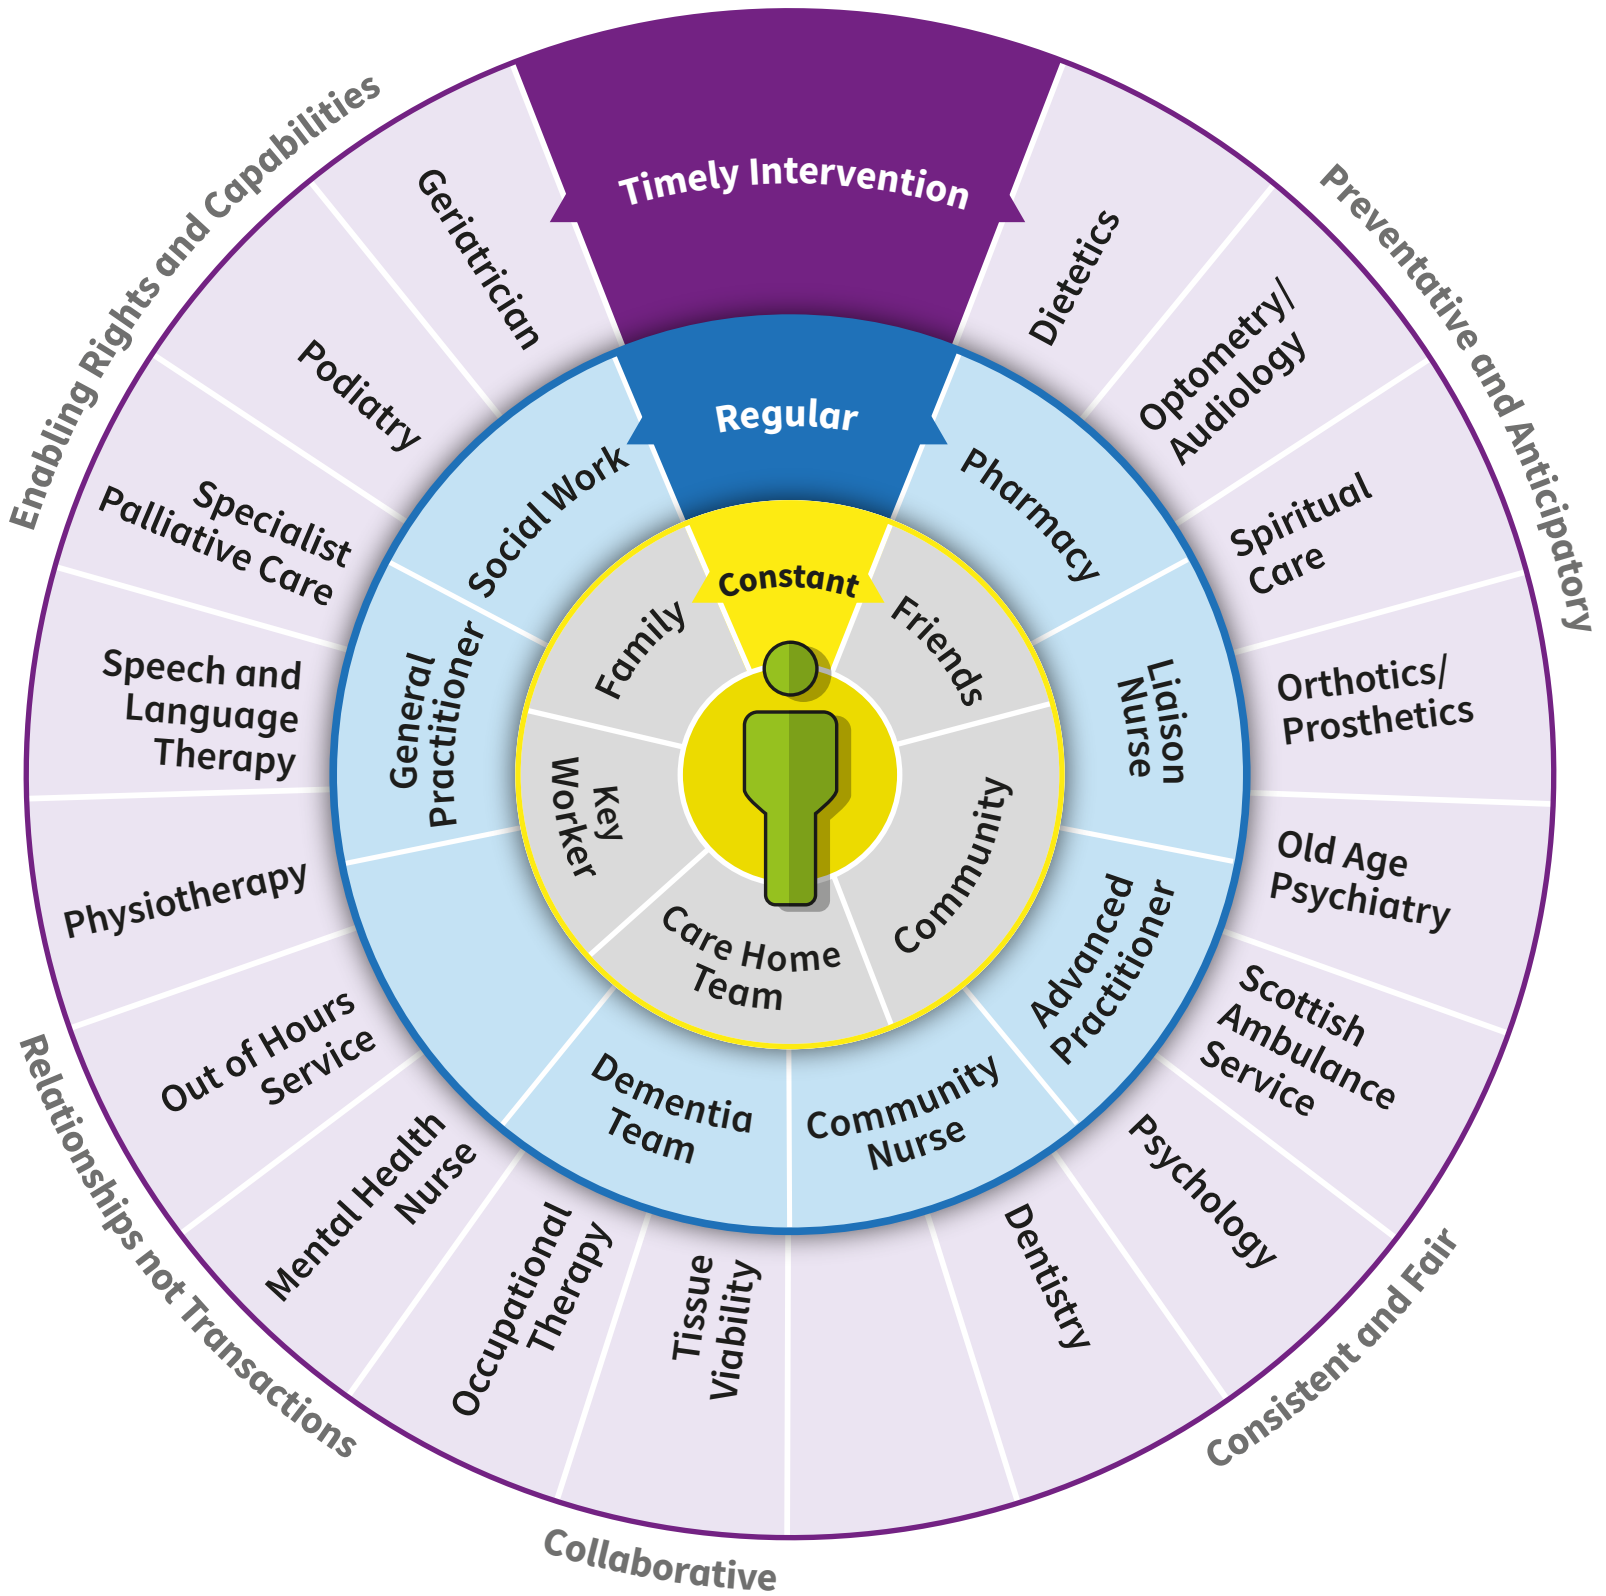 Timely Intervention
Regular
Constant
Friends
Community
Care Home
Team
Key
Worker
Family
Pharmacy
Liaison
Nurse
Advanced
Practitioner
Community
Nurse
Dementia
Team
General
Practitioner
Social Work
Dietetics
Optometry/
Audiology
Spiritual
Care
Orthotics/
Prosthetics
Old Age
Psychiatry
Scottish
Ambulance
Service
Psychology
Dentistry
Tissue
Viability
Occupational
Therapy
Mental Health
Nurse
Out of Hours
Service
Physiotherapy
Speech and
Language
Therapy
Specialist
Palliative Care
Podiatry
Geriatrician
Preventative and Anticipatory
Consistent and Fair
Collaborative
Relationships not Transactions
Enabling Rights and Capabilities